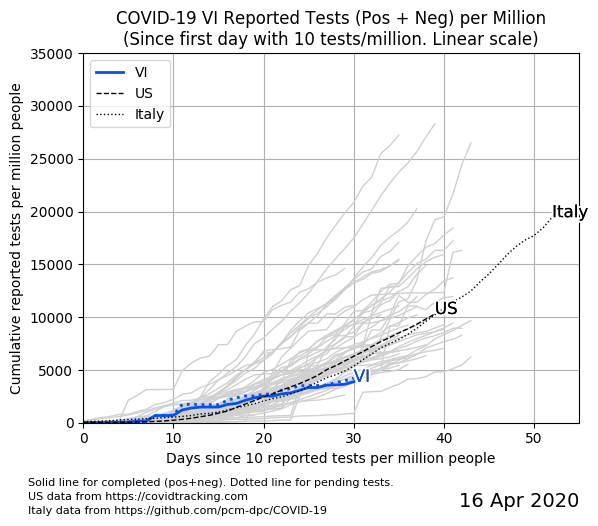 COVID-19 VI Reported Tests (Pos + Neg) per Million
(Since first day with 10 tests/million. Linear scale)
Cumulative reported tests per million people
35000
30000
25000
20000
15000
10000
5000
0
VI
US
Italy
Italy
US
VI
0
10
20
30
40
50
Days since 10 reported tests per million people
Solid line for completed (pos+neg). Dotted line for pending tests.
US data from https://covidtracking.com
Italy data from https://github.com/pcm-dpc/COVID-19
16 Apr 2020